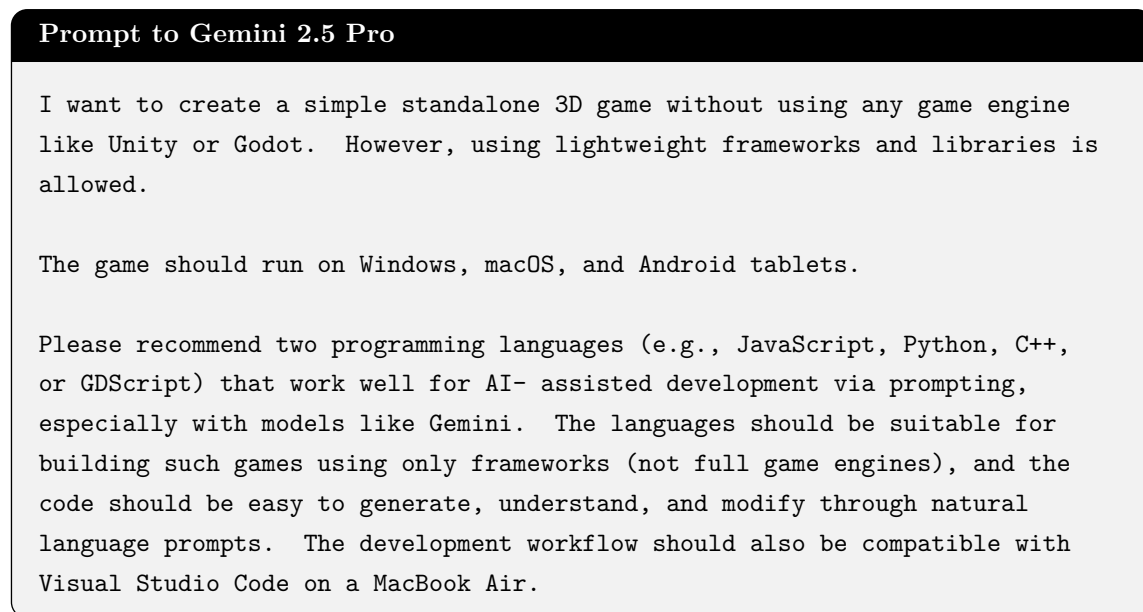 Prompt to Gemini 2.5 Pro
I want to create a simple standalone 3D game without using any game engine
like Unity or Godot. However, using lightweight frameworks and libraries is
allowed.
The game should run on Windows, macOS, and Android tablets.
Please recommend two programming languages (e.g., JavaScript, Python, C++,
or GDScript) that work well for AI- assisted development via prompting,
especially with models like Gemini. The languages should be suitable for
building such games using only frameworks (not full game engines), and the
code should be easy to generate, understand, and modify through natural
language prompts. The development workflow should also be compatible with
Visual Studio Code on a MacBook Air.